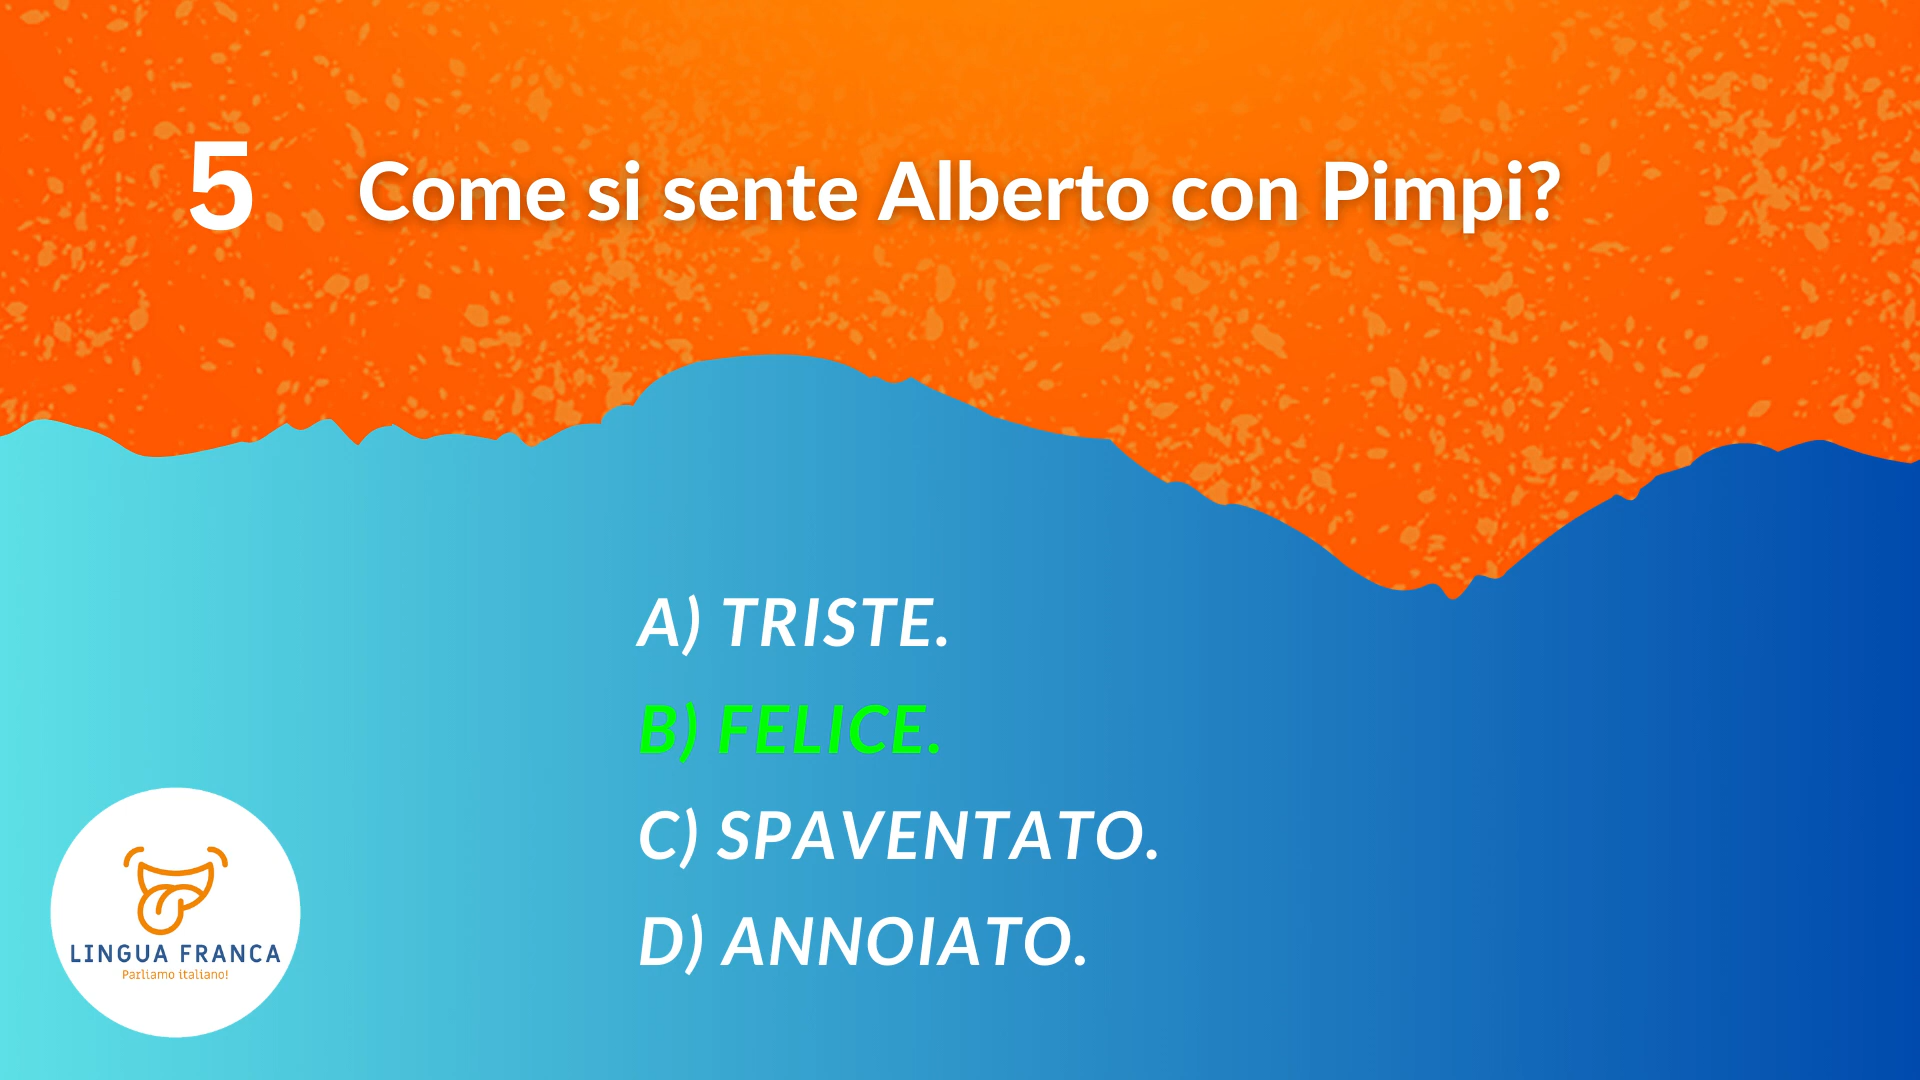 5 Come si sente Alberto con Pimpi?
A) TRISTE.
B) FELICE.
C) SPAVENTATO.
D) ANNOIATO.
LINGUA FRANCA
Parliamo italiano!